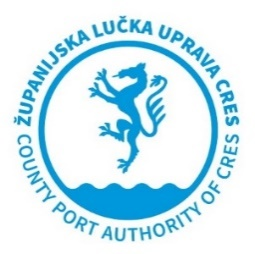 ŽUPANIJSKA LUČKA UPRAVA CRES
COUNTY PORT AUTHORITY OF CRES